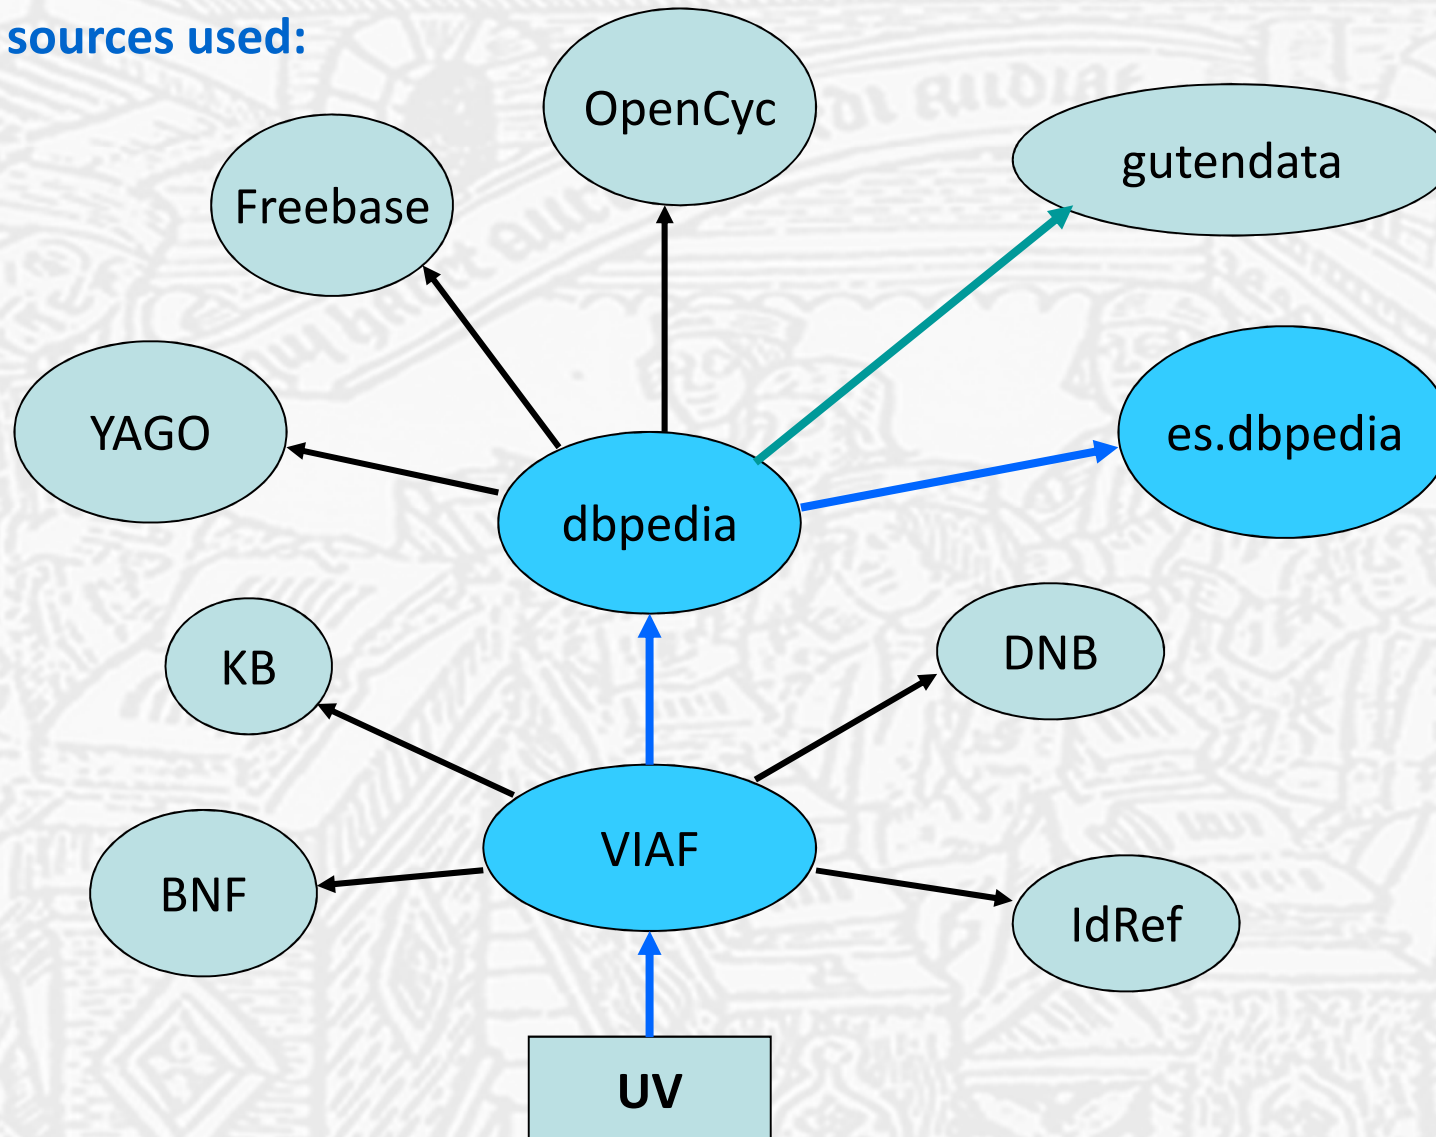 sources used:
OpenCyc
gutendata
Freebase
YAGO
es.dbpedia
dbpedia
KB
DNB
VIAF
BNF
IdRef
UV